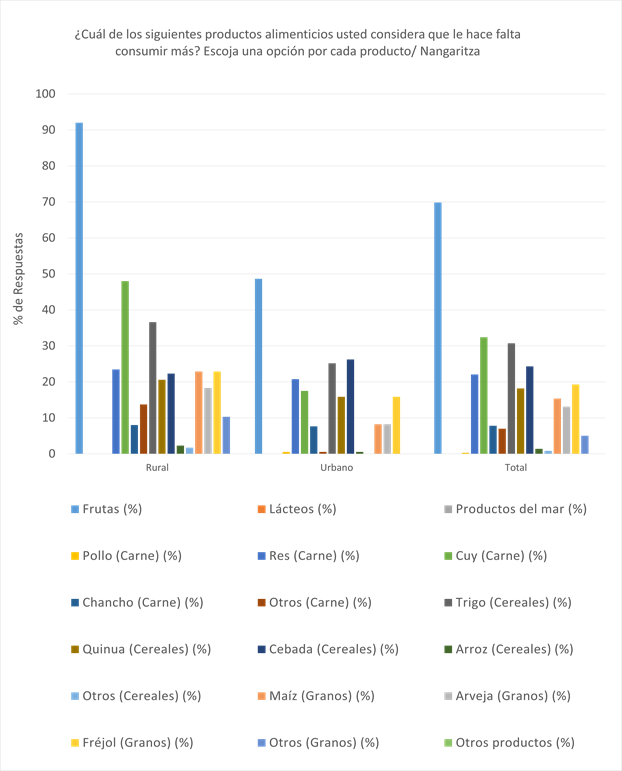 ¿Cuál de los siguientes productos alimenticios usted considera que le hace falta
consumir más? Escoja una opción por cada producto/ Nangaritza
100
90
80
70
60
50
40
30
20
10
0
% de Respuestas
Rural
Urbano
Total
Frutas (%)
Lácteos (%)
Productos del mar (%)
Pollo (Carne) (%)
Res (Carne) (%)
Cuy (Carne) (%)
Chancho (Carne) (%)
Otros (Carne) (%)
Trigo (Cereales) (%)
Quinua (Cereales) (%)
Cebada (Cereales) (%)
Arroz (Cereales) (%)
Otros (Cereales) (%)
Maíz (Granos) (%)
Arveja (Granos) (%)
Fréjol (Granos) (%)
Otros (Granos) (%)
Otros productos (%)